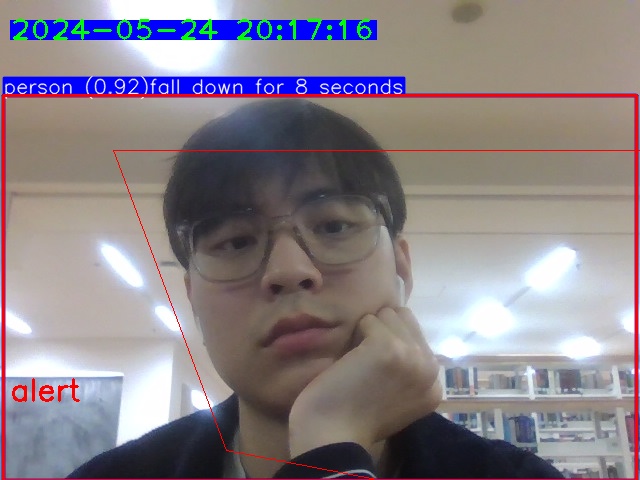 2024-05-24 20:17:16
person (0.92)fall down for 8 seconds
alert